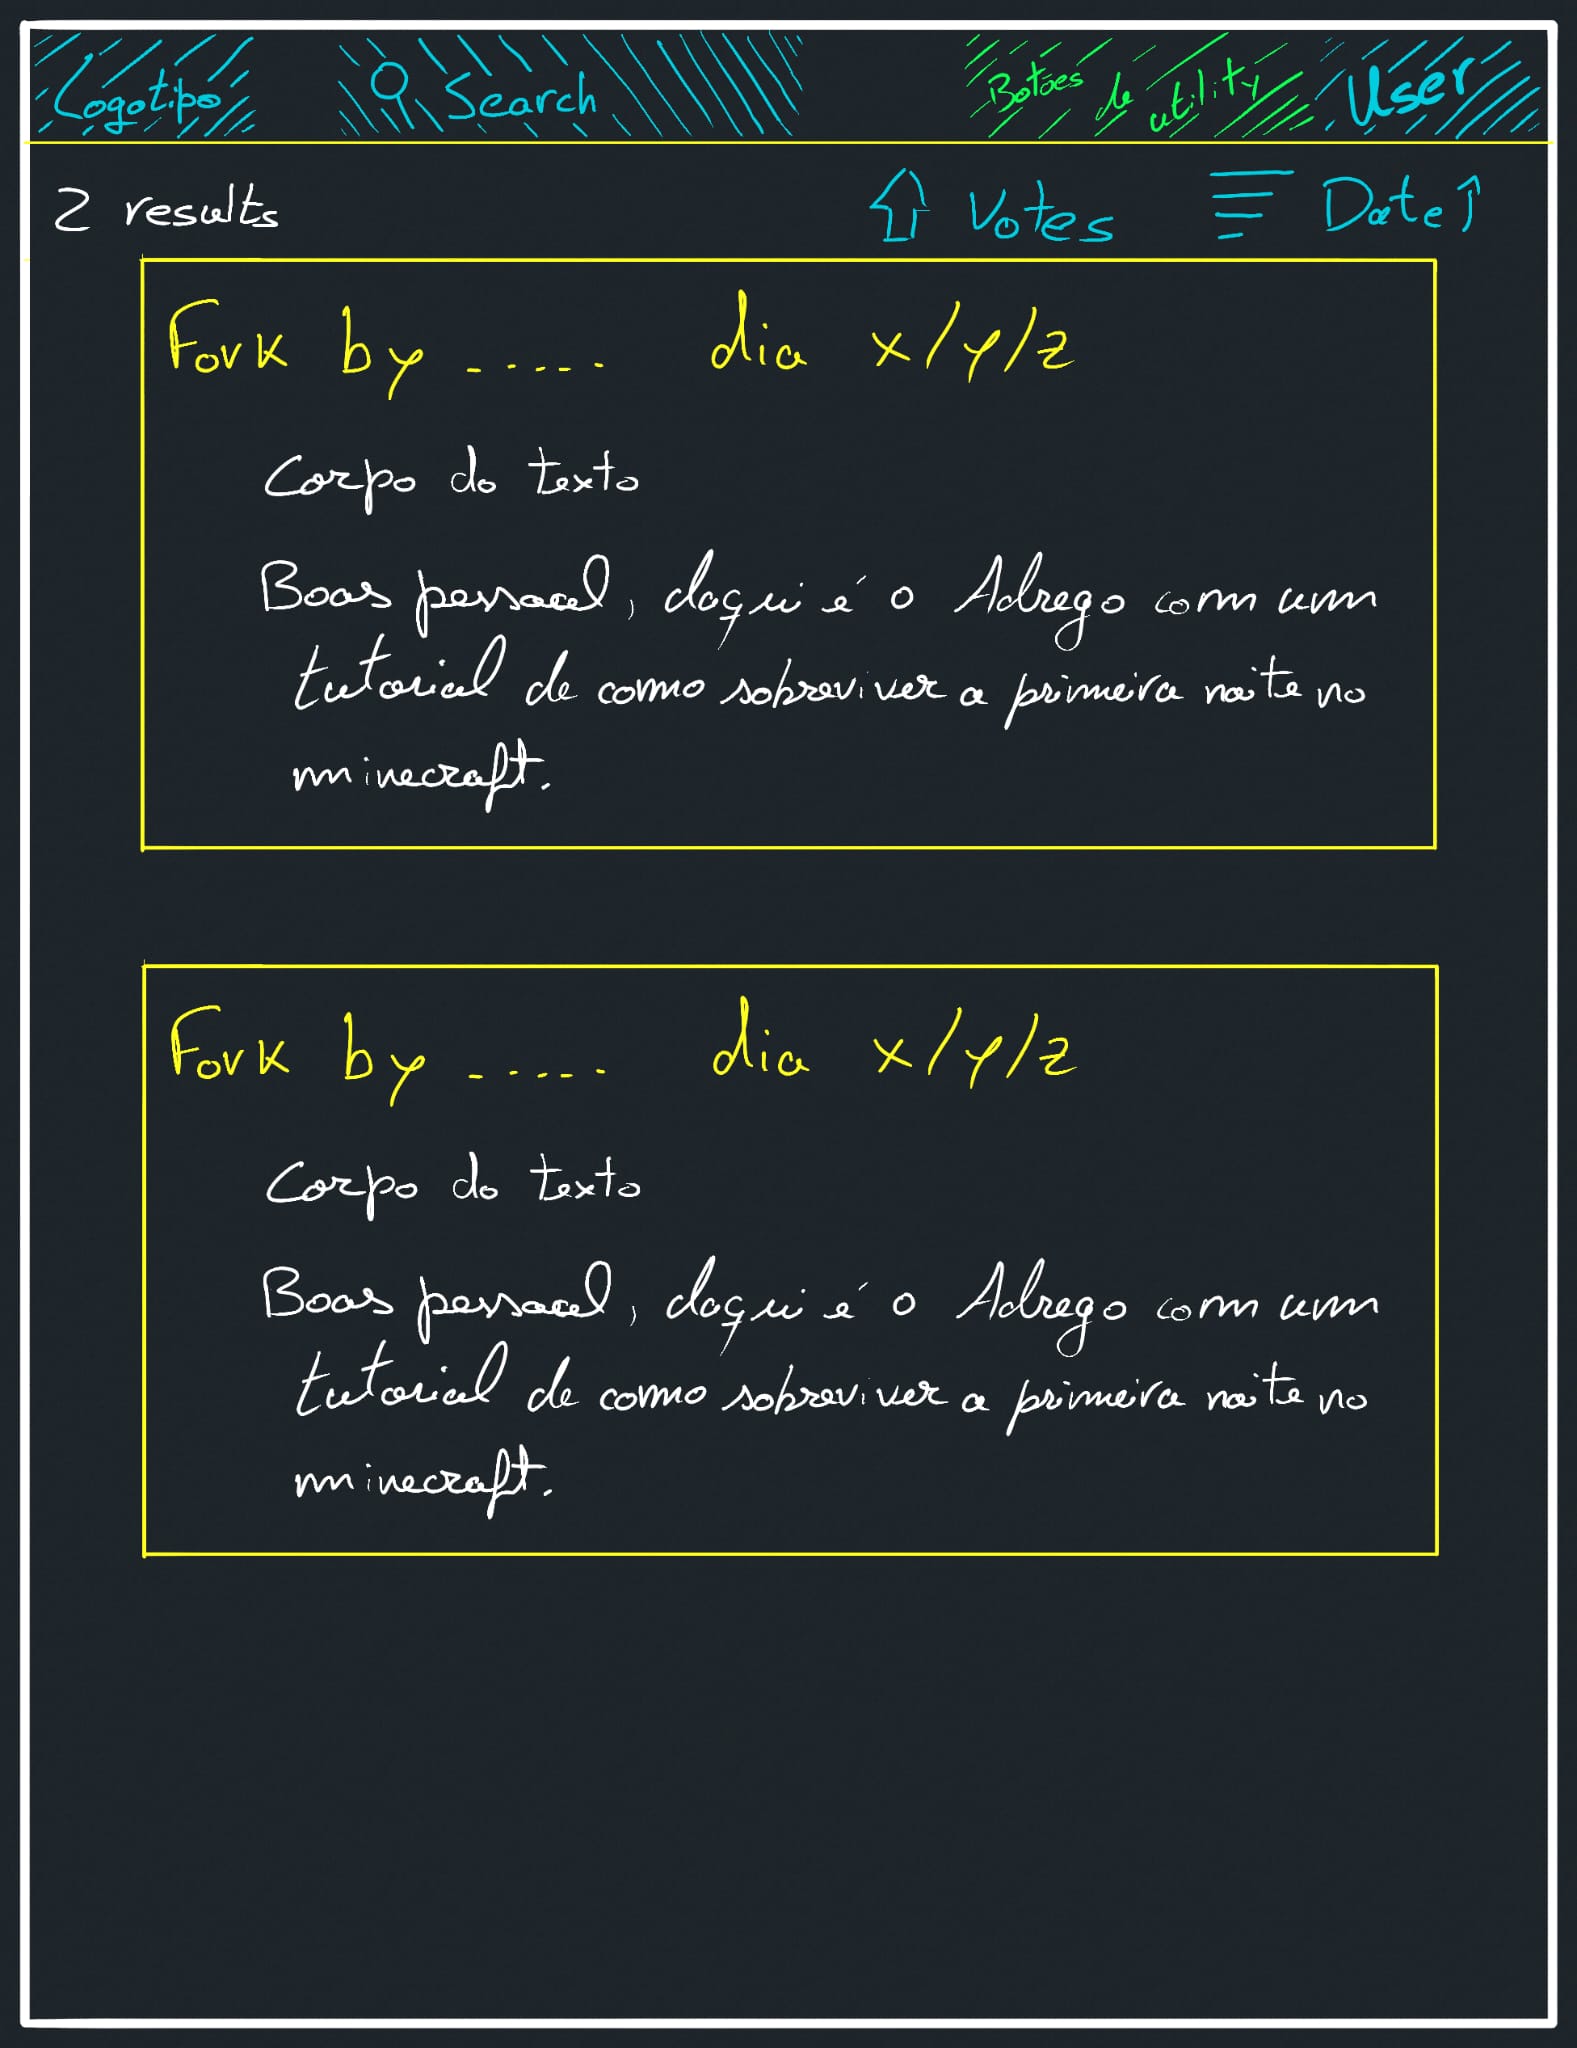 Logotipo Search Botões de utility User
2 results Votes Date ↑
Fork by ..... dia x/y/z
Corpo do texto
Boas pessoal, daqui é o Adrego com um
tutorial de como sobreviver a primeira noite no
minecraft.
Fork by ..... dia x/y/z
Corpo do texto
Boas pessoal, daqui é o Adrego com um
tutorial de como sobreviver a primeira noite no
minecraft.